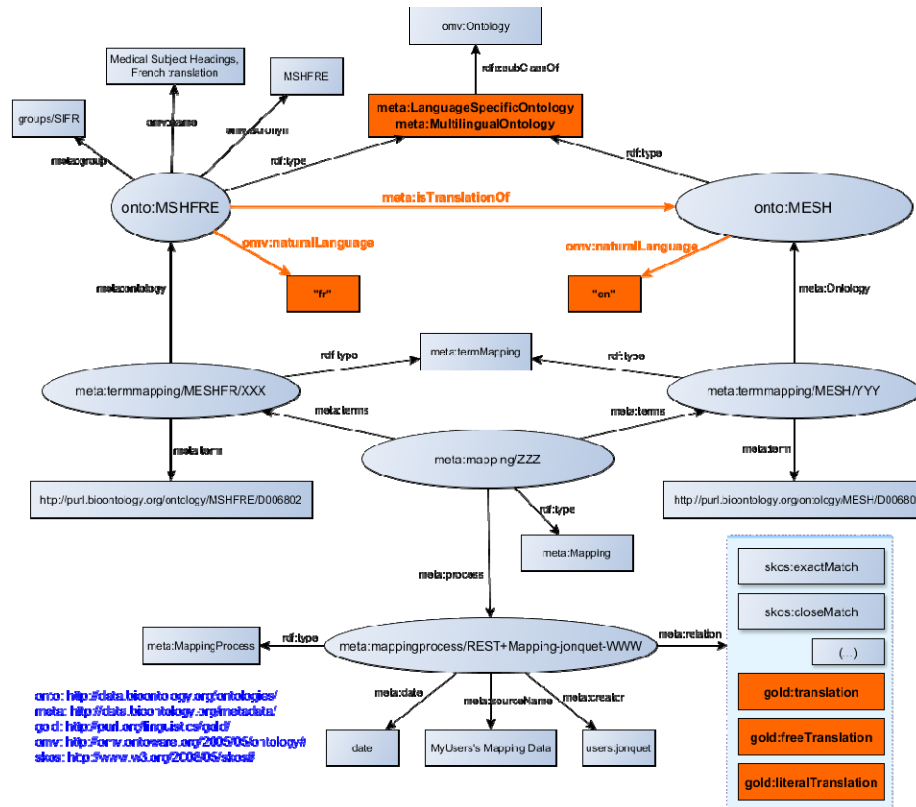 omv:Ontology
rdfs:subClassOf
Medical Subject Headings,
French translation
MSHFRE
groups/SIFR
omv:name
omv:acronym
meta:group
meta:LanguageSpecificOntology
meta:MultilingualOntology
rdf:type
rdf:type
onto:MSHFRE
meta:isTranslationOf
onto:MESH
omv:naturalLanguage
omv:naturalLanguage
"fr"
"en"
meta:ontology
meta:Ontology
rdf:type
meta:termMapping
rdf:type
meta:termmapping/MESHFR/XXX
meta:termmapping/MESH/YYY
meta:terms
meta:terms
meta:term
meta:mapping/ZZZ
meta:term
http://purl.bioontology.org/ontology/MSHFRE/D006802
http://purl.bioontology.org/ontology/MESH/D00680
rdf:type
meta:Mapping
meta:process
skos:exactMatch
skos:closeMatch
(...)
meta:MappingProcess
rdf:type
meta:mappingprocess/REST+Mapping-jonquet-WWW
meta:relation
meta:date
meta:sourceName
meta:creator
date
MyUsers's Mapping Data
users:jonquet
gold:translation
gold:freeTranslation
gold:literalTranslation
onto: http://data.bioontology.org/ontologies/
meta: http://data.bioontology.org/metadata/
gold: http://purl.org/linguistics/gold/
omv: http://omv.ontoware.org/2005/05/ontology#
skos: http://www.w3.org/2008/05/skos#